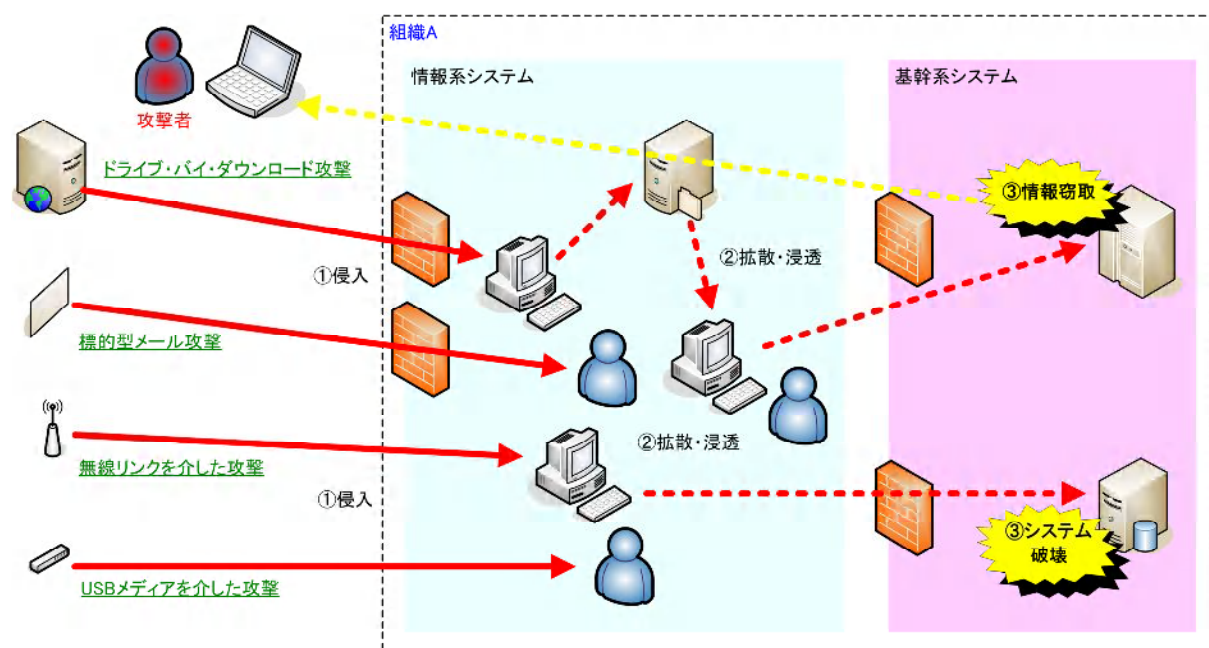 組織A
情報系システム
基幹系システム
攻撃者
ドライブ・バイ・ダウンロード攻撃
③情報窃取
②拡散・浸透
①侵入
標的型メール攻撃
②拡散・浸透
無線リンクを介した攻撃
①侵入
③システム
破壊
USBメディアを介した攻撃